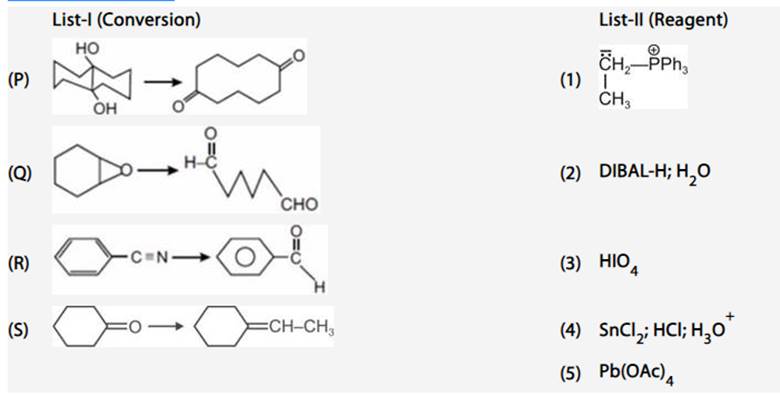 List-I (Conversion) List-II (Reagent)
HO
(P) OH O O (1) C̈H₂—PPh₃ ⊕
CH₃
(Q) O H–C O CHO (2) DIBAL-H; H₂O
(R) C≡N C O H (3) HIO₄
(S) =O =CH–CH₃ (4) SnCl₂; HCl; H₃O⁺
(5) Pb(OAc)₄